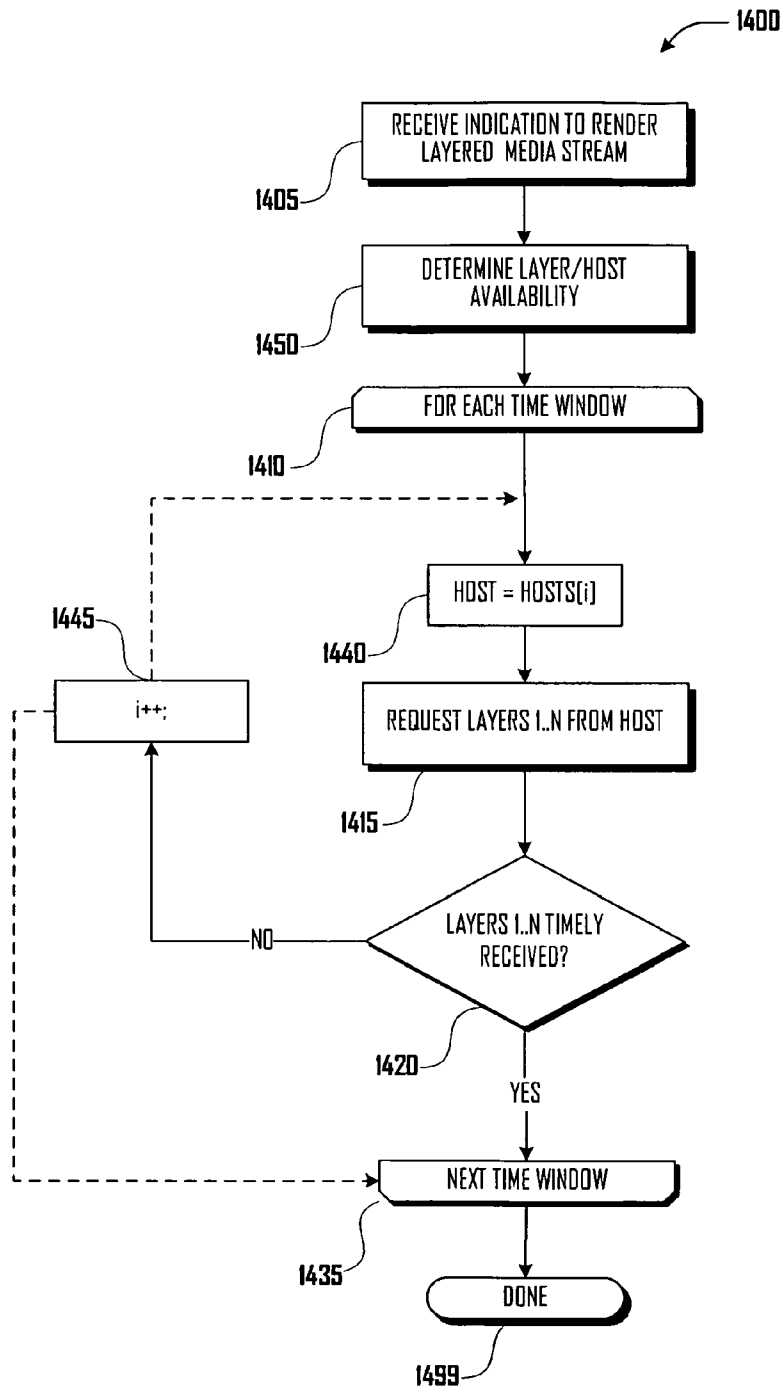 1400
RECEIVE INDICATION TO RENDER
LAYERED MEDIA STREAM
1405
DETERMINE LAYER/HOST
AVAILABILITY
1450
FOR EACH TIME WINDOW
1410
HOST = HOSTS[i]
1440
1445
i++;
REQUEST LAYERS 1..N FROM HOST
1415
LAYERS 1..N TIMELY
RECEIVED?
NO
1420
YES
NEXT TIME WINDOW
1435
DONE
1499